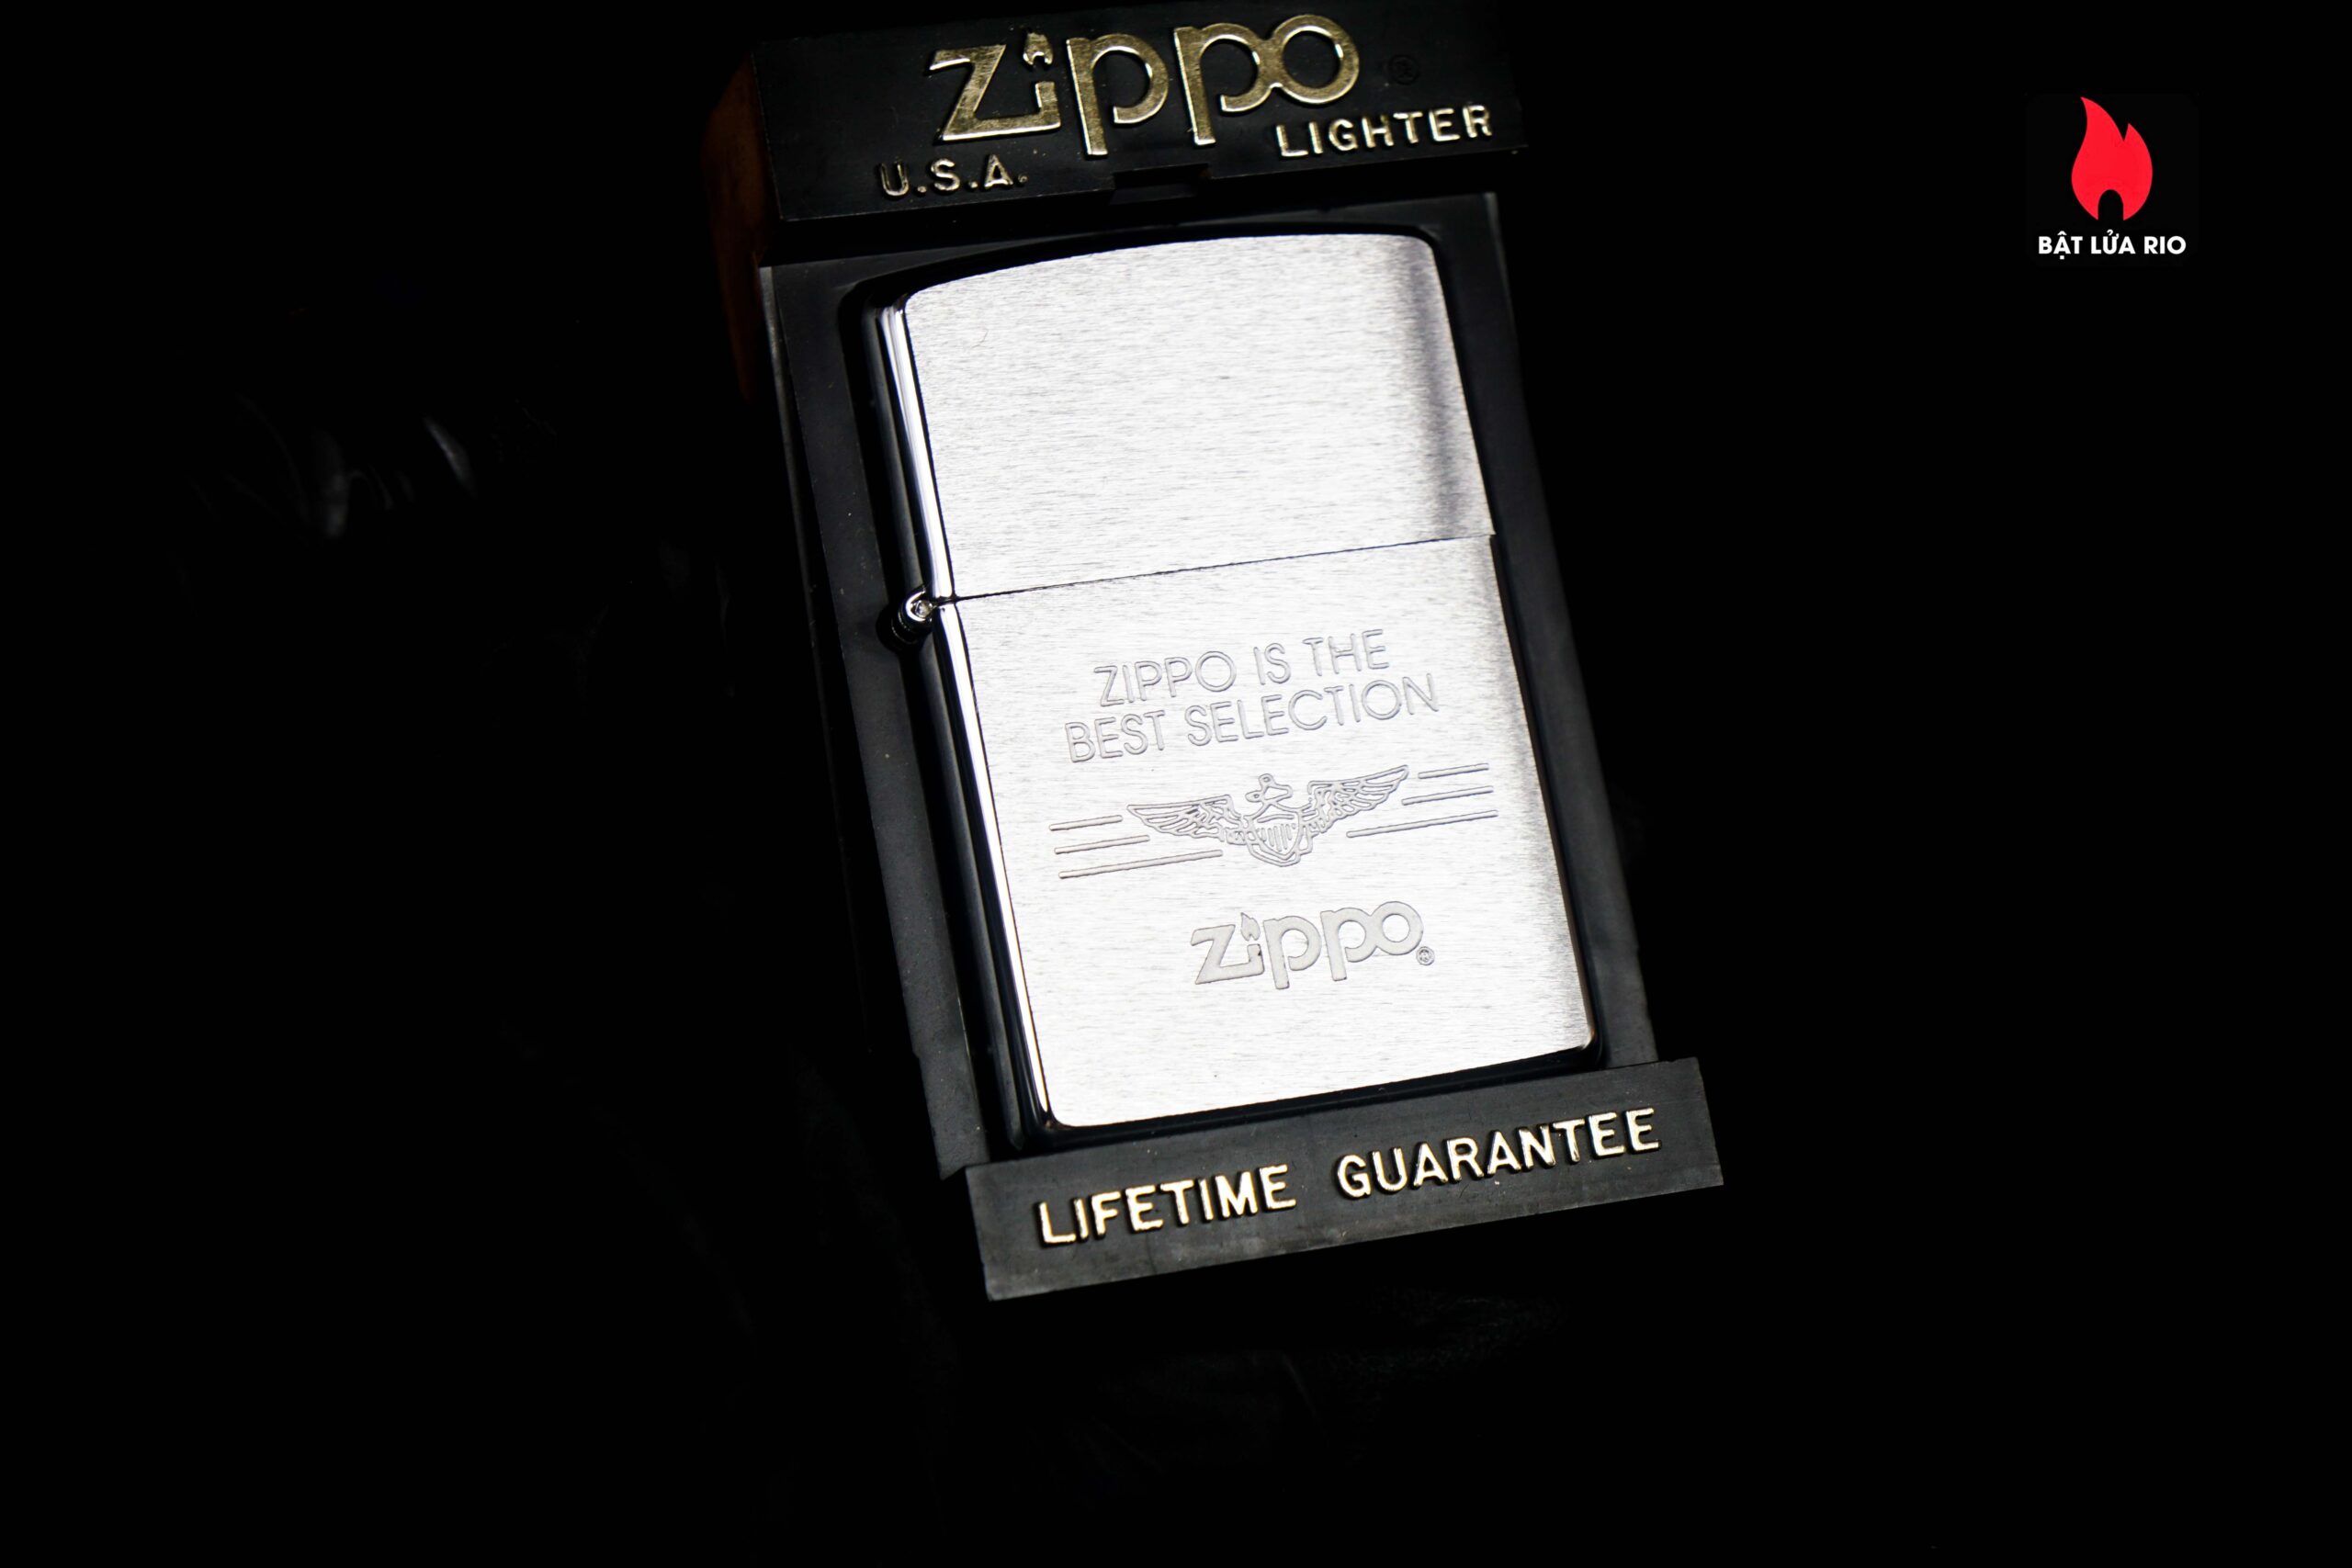 Zippo ®
U.S.A. LIGHTER
BẬT LỬA RIO
ZIPPO IS THE
BEST SELECTION
Zippo ®
LIFETIME GUARANTEE